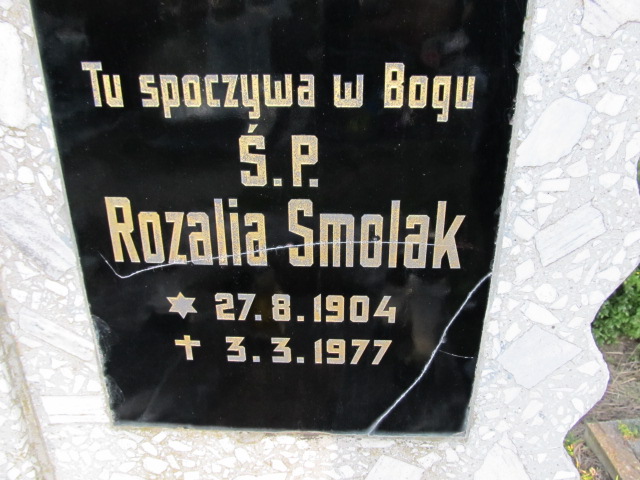 Tu spoczywa w Bogu
Ś.P.
Rozalia Smolak
✶ 27.8.1904
✝ 3.3.1977